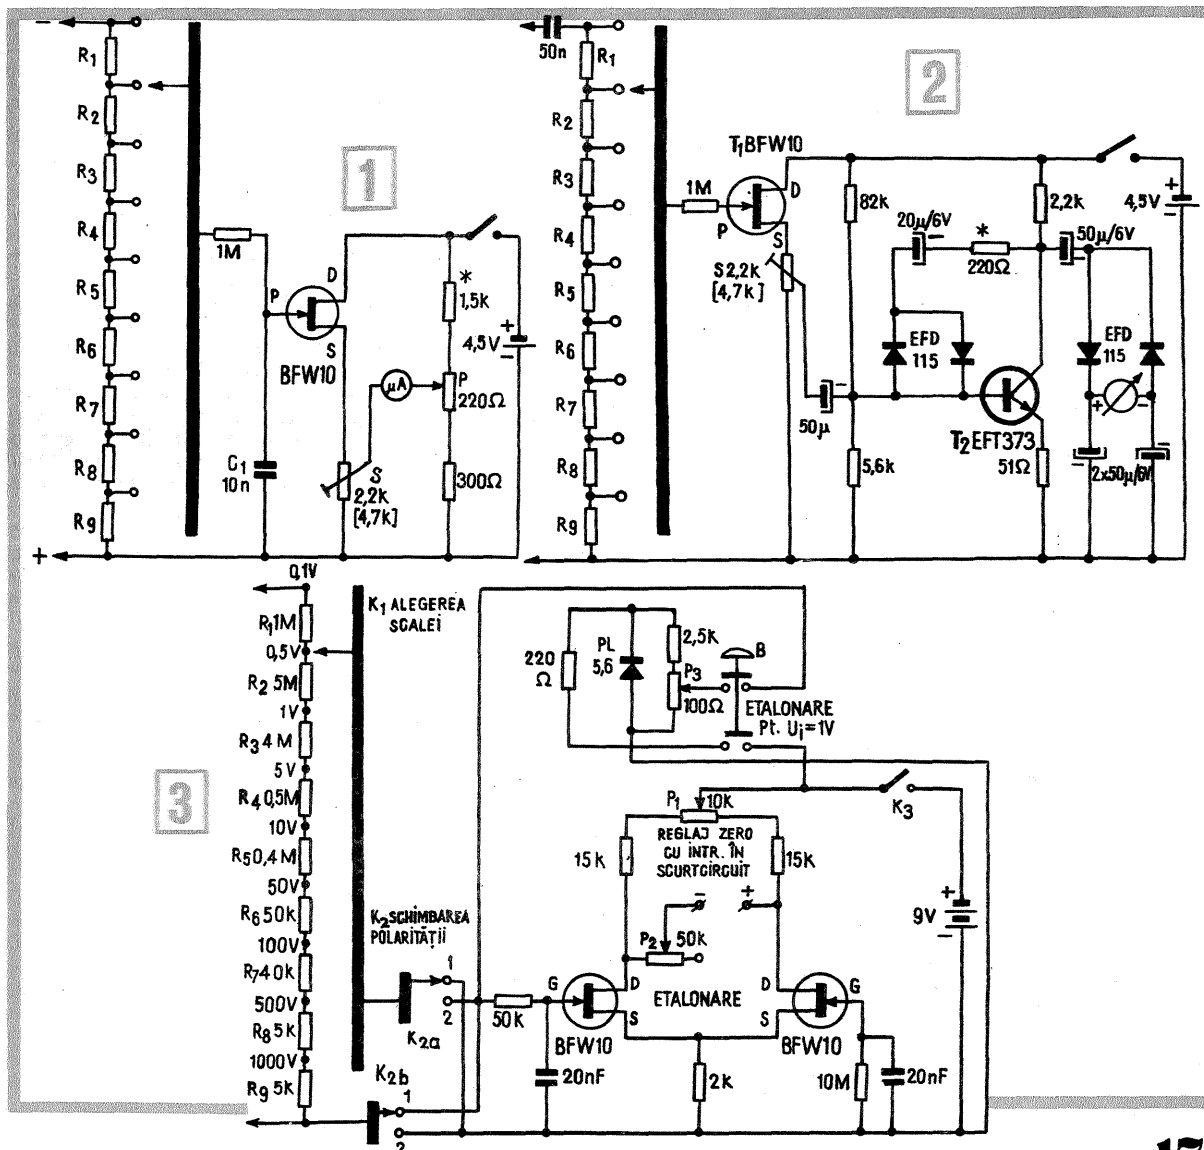 −
R1
R2
R3
R4
R5
R6
R7
R8
R9
+
1
1M
P
D
S
BFW10
C1
10n
*
1,5k
4,5V
+
−
µA
P
220Ω
S
2,2k
[4,7k]
300Ω
50n
R1
R2
R3
R4
R5
R6
R7
R8
R9
2
T1BFW10
1M
P
D
S
S2,2k
[4,7k]
82k
20µ/6V
−
*
220Ω
2,2k
50µ/6V
−
4,5V
+
−
EFD
115
EFD
115
50µ
−
T2EFT373
5,6k
51Ω
+
−
−
2x50µ/6V
−
3
0,1V
R1 1M
0,5V
R2 5M
1V
R3 4M
5V
R4 0,5M
10V
R5 0,4M
50V
R6 50k
100V
R7 40k
500V
R8 5k
1000V
R9 5k
K1 ALEGEREA
SCALEI
K2 SCHIMBAREA
POLARITĂȚII
1
2
K2a
K2b
1
2
220
Ω
PL
5,6
2,5k
P3
100Ω
B
ETALONARE
Pt. Ui=1V
P1
10k
K3
REGLAJ ZERO
CU INTR. ÎN
SCURTCIRCUIT
15k
15k
−
+
P2
50k
ETALONARE
50k
G
D
S
BFW10
D
S
G
BFW10
20nF
2k
10M
20nF
9V
+
−